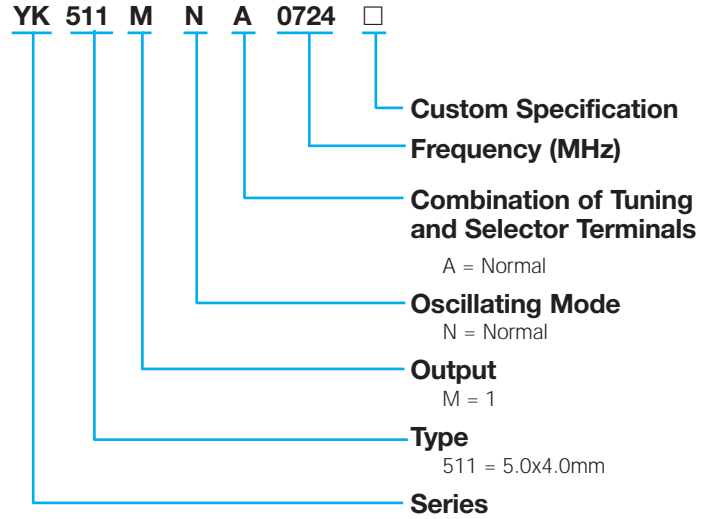 YK 511 M N A 0724 □
Custom Specification
Frequency (MHz)
Combination of Tuning
and Selector Terminals
A = Normal
Oscillating Mode
N = Normal
Output
M = 1
Type
511 = 5.0x4.0mm
Series